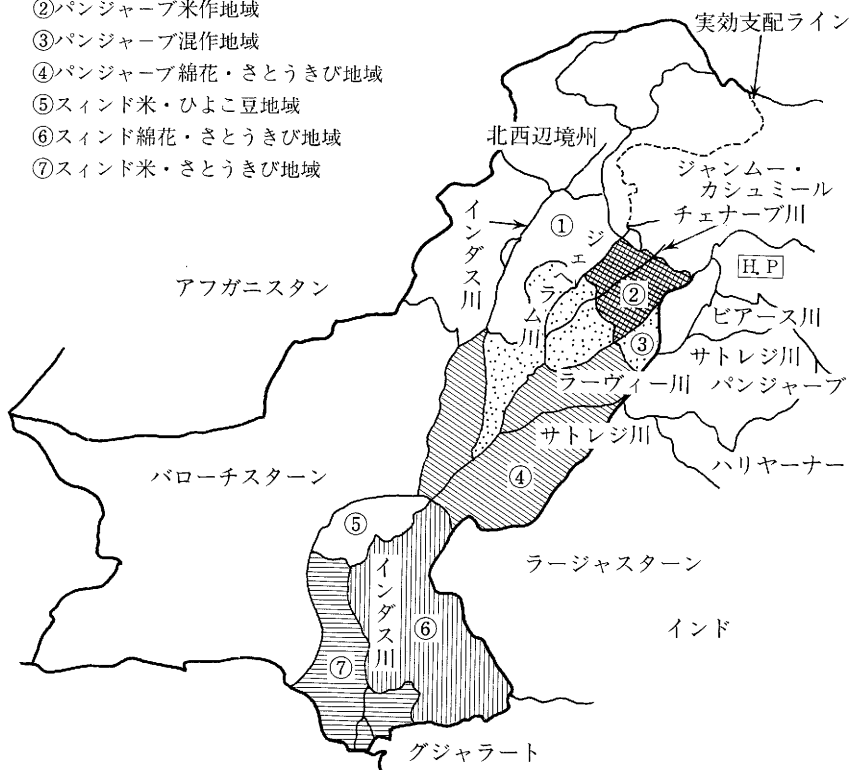 ②パンジャーブ米作地域
③パンジャーブ混作地域
④パンジャーブ綿花・さとうきび地域
⑤スィンド米・ひよこ豆地域
⑥スィンド綿花・さとうきび地域
⑦スィンド米・さとうきび地域
実効支配ライン
北西辺境州
ジャンムー・
カシュミール
チェナーブ川
インダス川
①
ジェヘラム川
H.P
アフガニスタン
②
ビアース川
③
サトレジ川
ラーヴィー川
パンジャーブ
サトレジ川
ハリヤーナー
バローチスターン
④
⑤
ラージャスターン
インダス川
⑥
インド
⑦
グジャラート